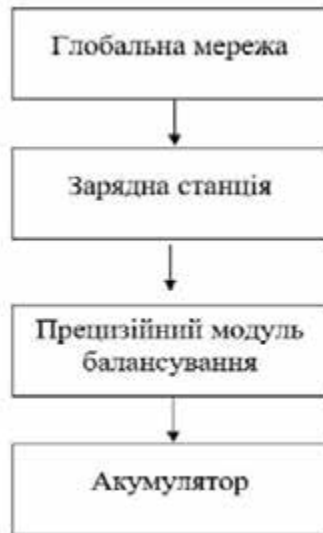 Глобальна мережа
Зарядна станція
Прецизійний модуль
балансування
Акумулятор